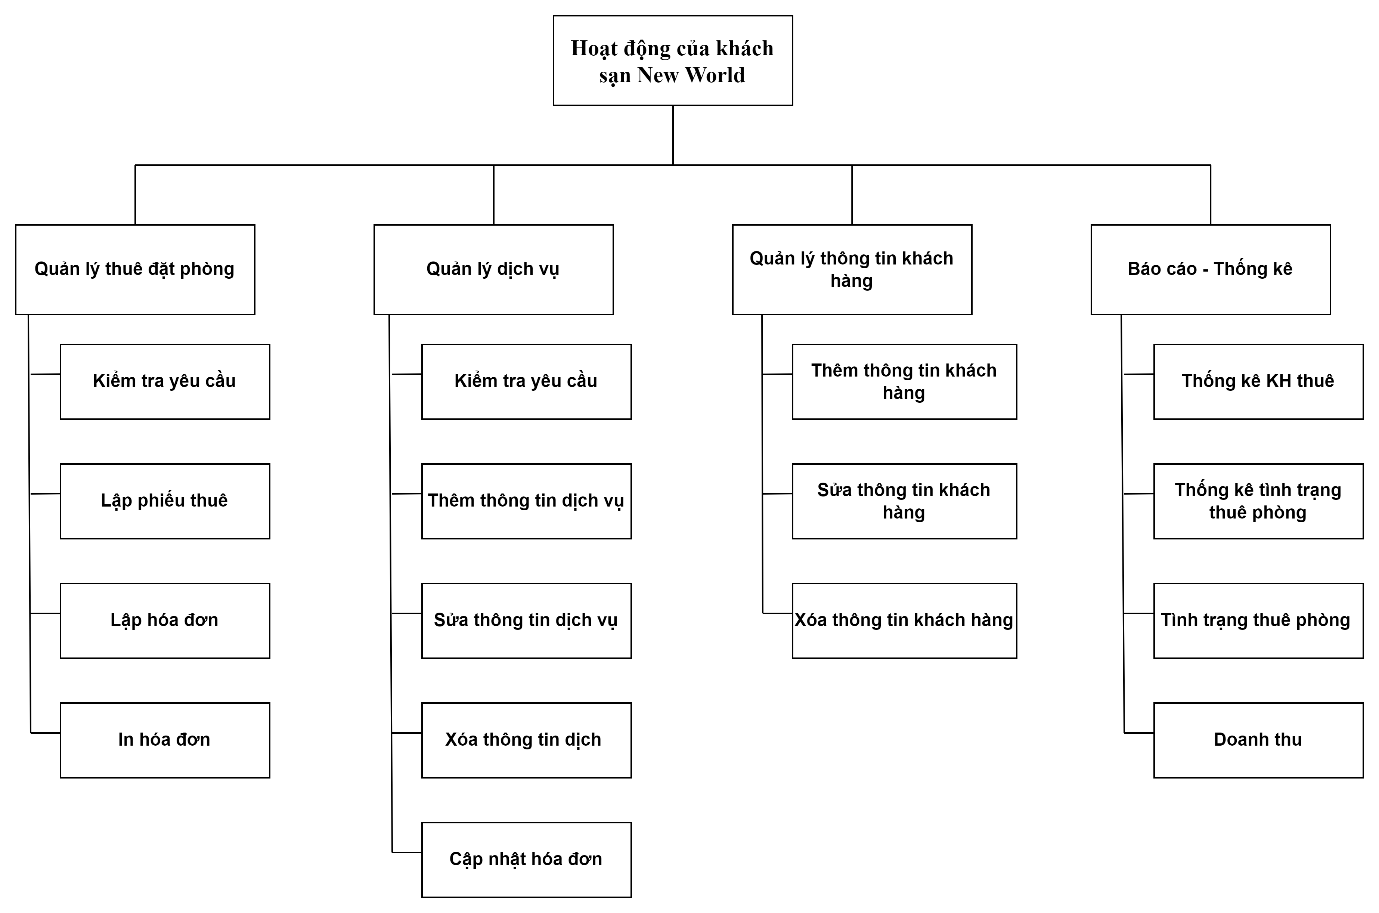 Hoạt động của khách
sạn New World
Quản lý thuê đặt phòng
Kiểm tra yêu cầu
Lập phiếu thuê
Lập hóa đơn
In hóa đơn
Quản lý dịch vụ
Kiểm tra yêu cầu
Thêm thông tin dịch vụ
Sửa thông tin dịch vụ
Xóa thông tin dịch
Cập nhật hóa đơn
Quản lý thông tin khách
hàng
Thêm thông tin khách
hàng
Sửa thông tin khách
hàng
Xóa thông tin khách hàng
Báo cáo - Thống kê
Thống kê KH thuê
Thống kê tình trạng
thuê phòng
Tình trạng thuê phòng
Doanh thu